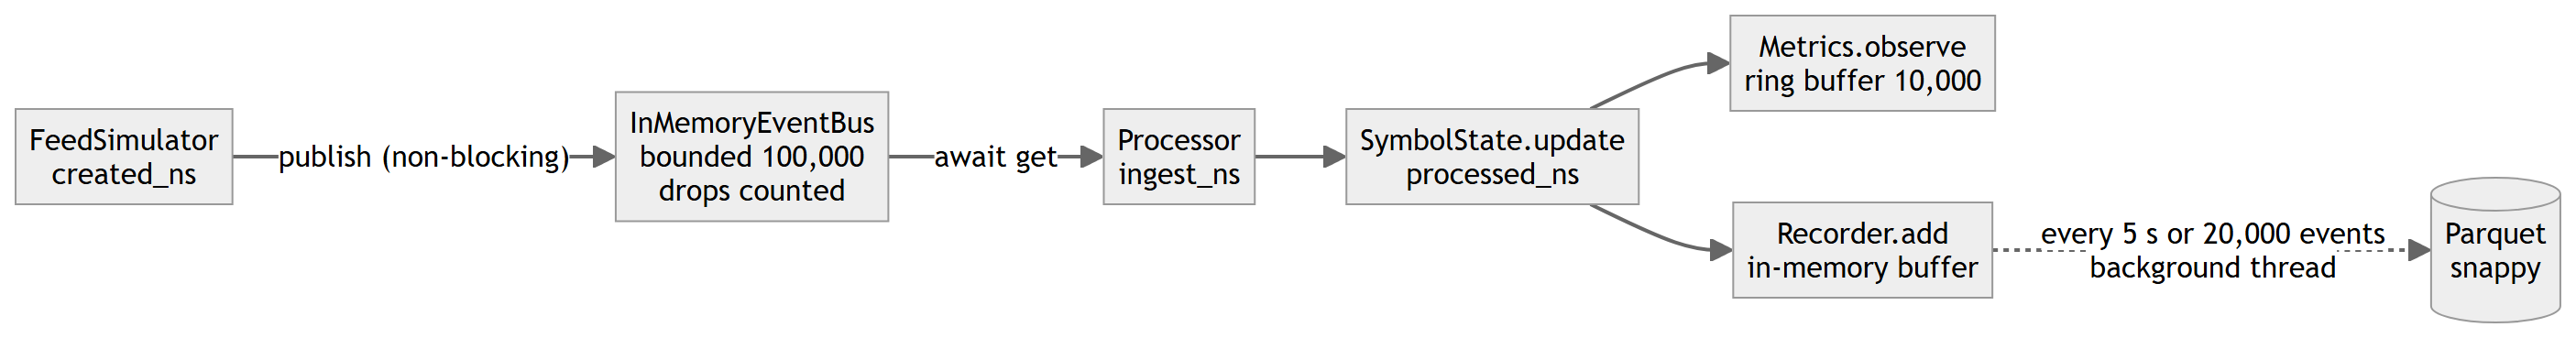 FeedSimulator
created_ns
publish (non-blocking)
InMemoryEventBus
bounded 100,000
drops counted
await get
Processor
ingest_ns
SymbolState.update
processed_ns
Metrics.observe
ring buffer 10,000
Recorder.add
in-memory buffer
every 5 s or 20,000 events
background thread
Parquet
snappy